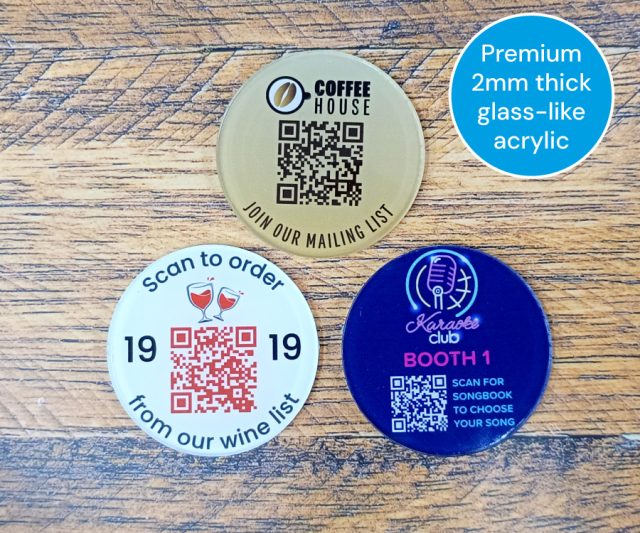 Premium
2mm thick
glass-like
acrylic
COFFEE
HOUSE
JOIN OUR MAILING LIST
Scan to order
19 19
from our wine list
Karaoke
club
BOOTH 1
SCAN FOR
SONGBOOK
TO CHOOSE
YOUR SONG